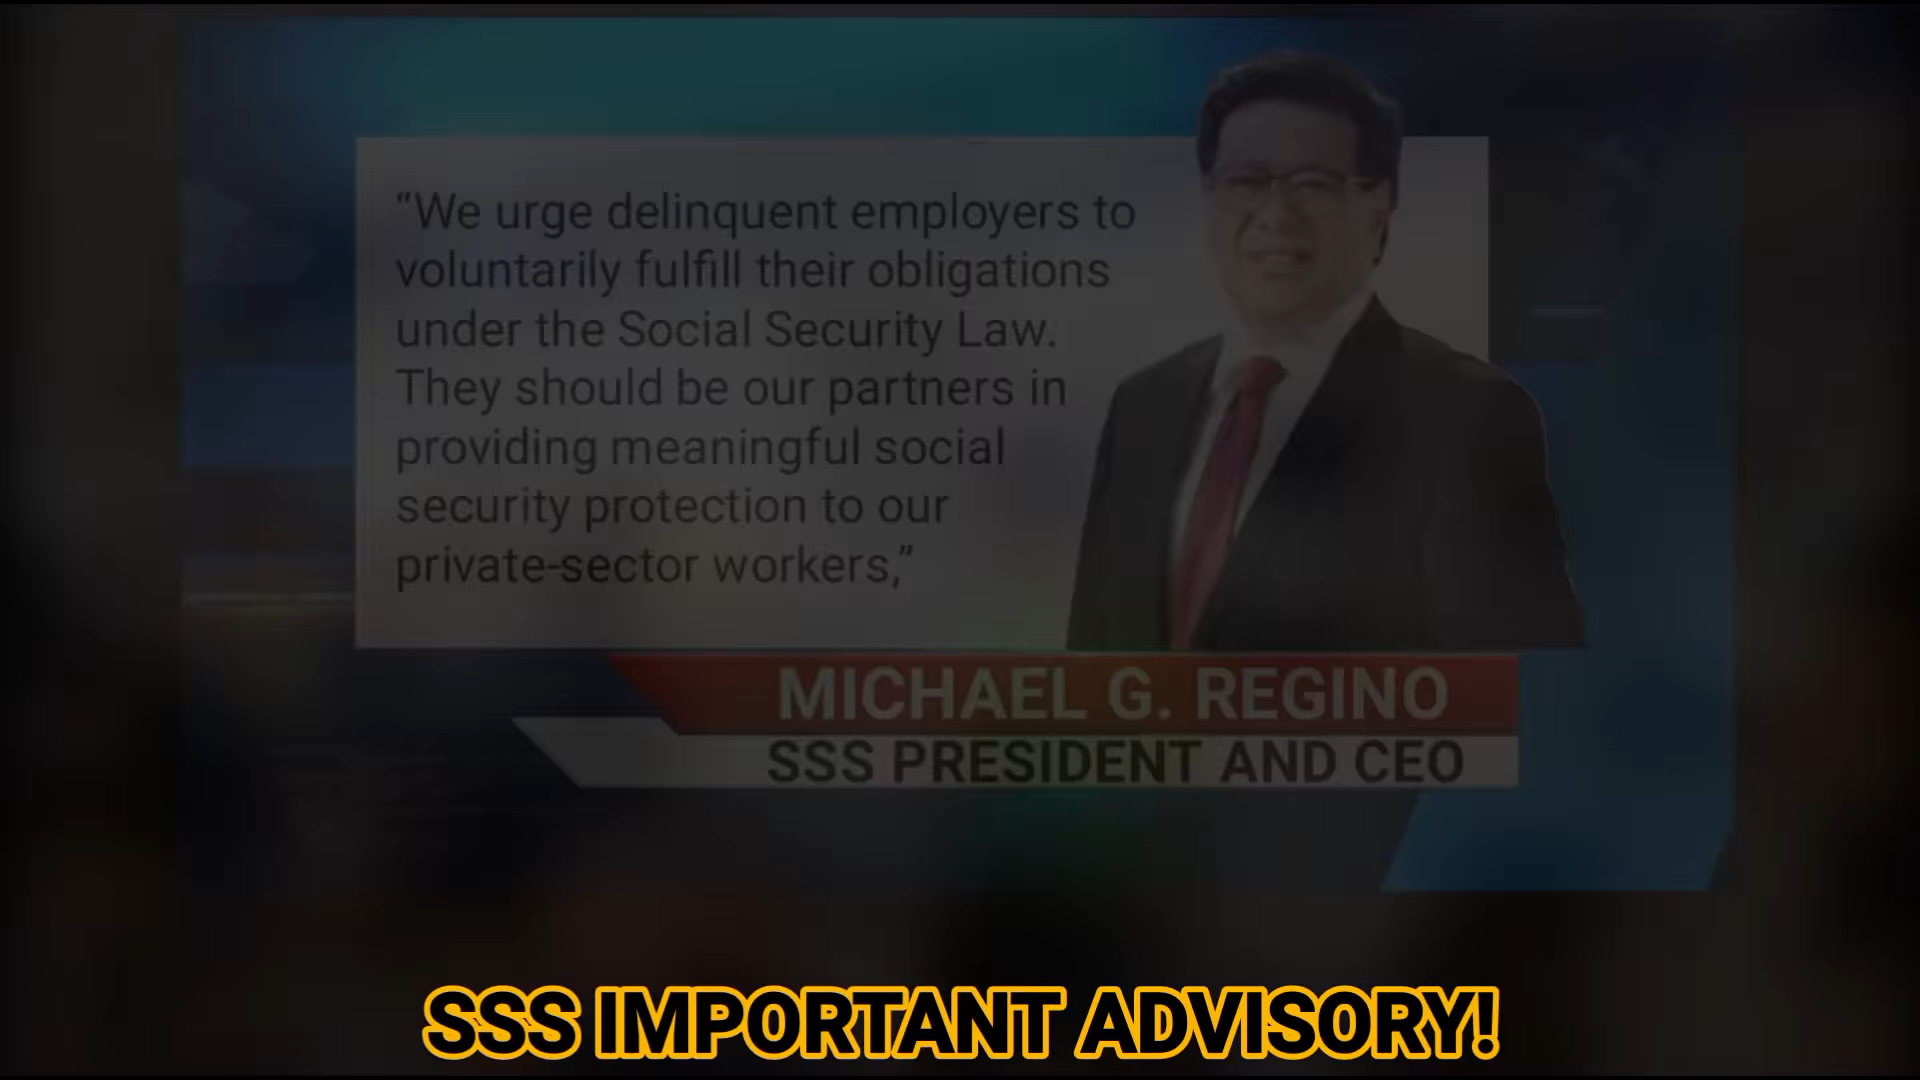 “We urge delinquent employers to
voluntarily fulfill their obligations
under the Social Security Law.
They should be our partners in
providing meaningful social
security protection to our
private-sector workers,”
MICHAEL G. REGINO
SSS PRESIDENT AND CEO
SSS IMPORTANT ADVISORY!